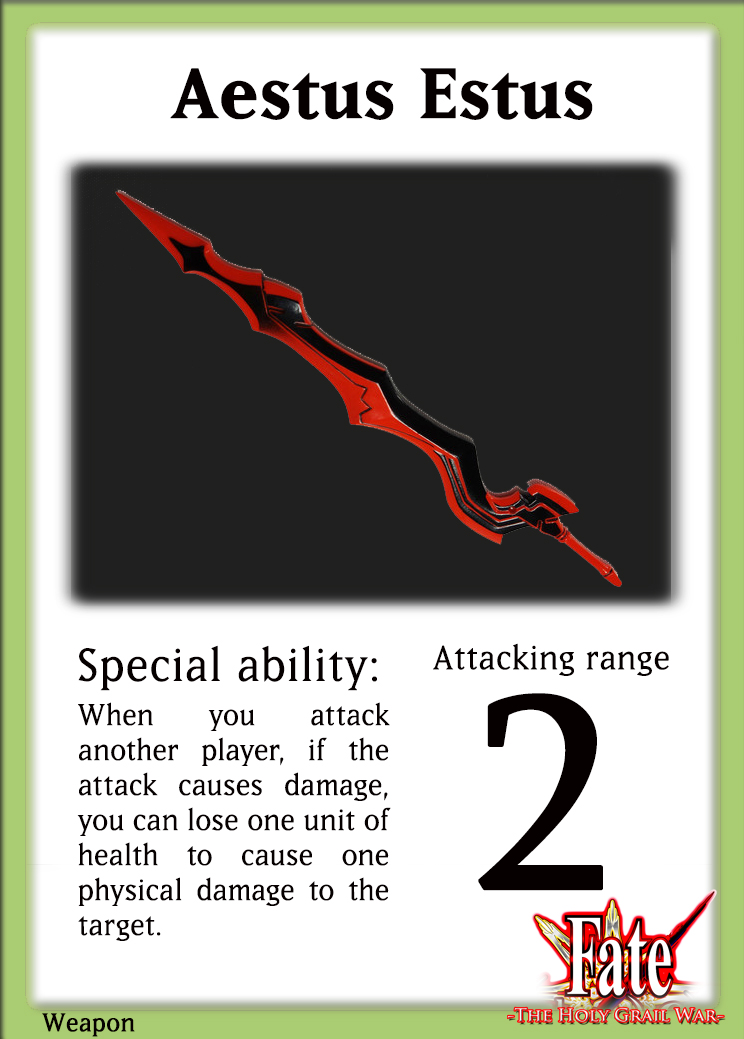 Aestus Estus
Special ability:
When you attack
another player, if the
attack causes damage,
you can lose one unit of
health to cause one
physical damage to the
target.
Attacking range
2
Fate
-THE HOLY GRAIL WAR-
Weapon